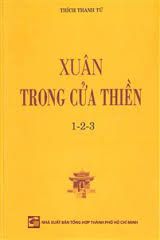 THÍCH THANH TỪ
XUÂN
TRONG CỬA THIỀN
1-2-3
NHÀ XUẤT BẢN TỔNG HỢP THÀNH PHỐ HỒ CHÍ MINH